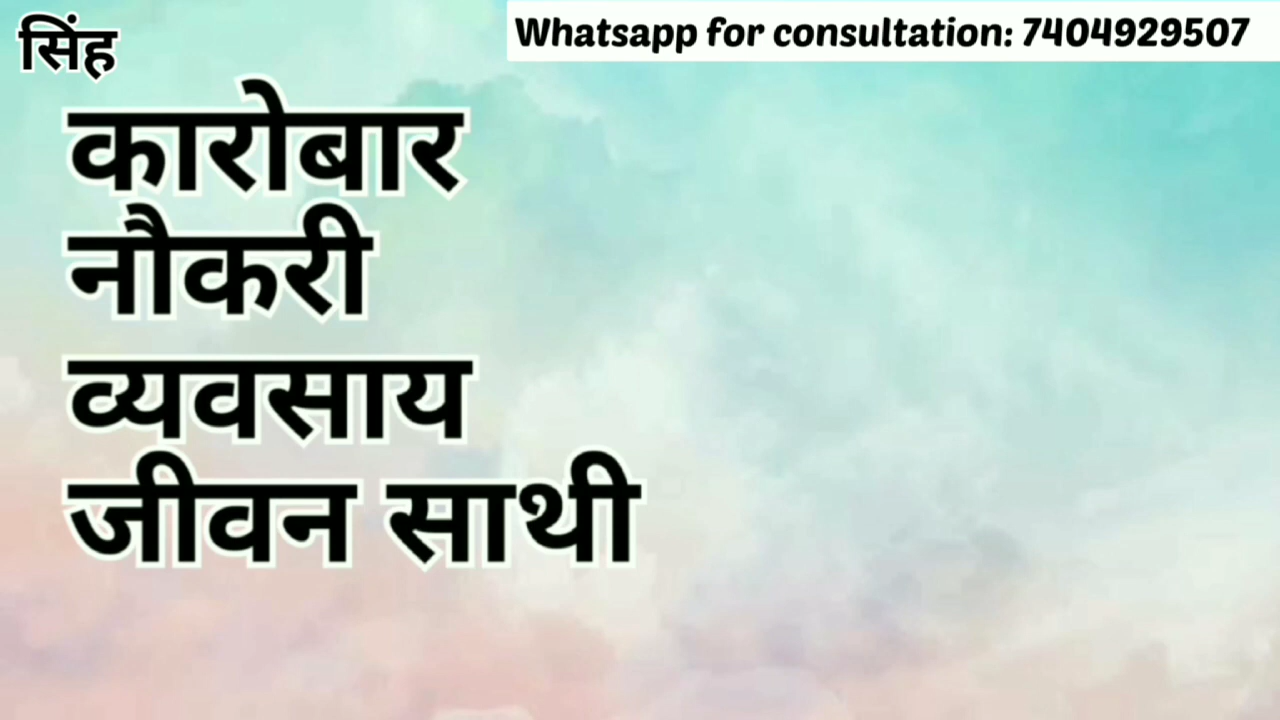 सिंह
Whatsapp for consultation: 7404929507
कारोबार
नौकरी
व्यवसाय
जीवन साथी